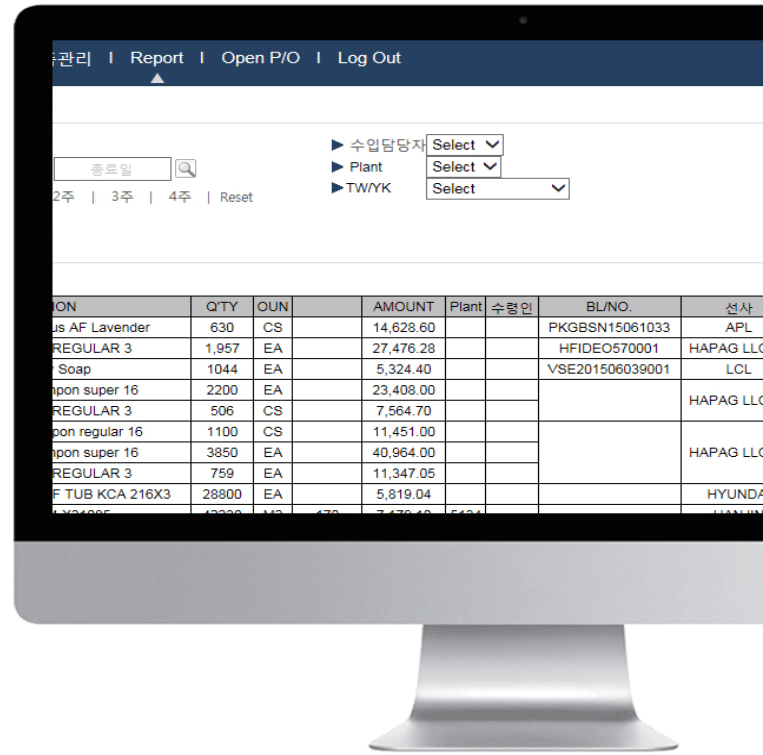 관리 I Report I Open P/O I Log Out
종료일
2주 | 3주 | 4주 | Reset
▶ 수입담당자 Select
▶ Plant Select
▶TW/YK Select
ION Q'TY OUN AMOUNT Plant 수령인 BL/NO. 선사
us AF Lavender 630 CS 14,628.60 PKGBSN15061033 APL
REGULAR 3 1,957 EA 27,476.28 HFIDEO570001 HAPAG LLO
Soap 1044 EA 5,324.40 VSE201506039001 LCL
npon super 16 2200 EA 23,408.00 HAPAG LLO
REGULAR 3 506 CS 7,564.70
pon regular 16 1100 CS 11,451.00
npon super 16 3850 EA 40,964.00 HAPAG LLO
REGULAR 3 759 EA 11,347.05
F TUB KCA 216X3 28800 EA 5,819.04 HYUNDA